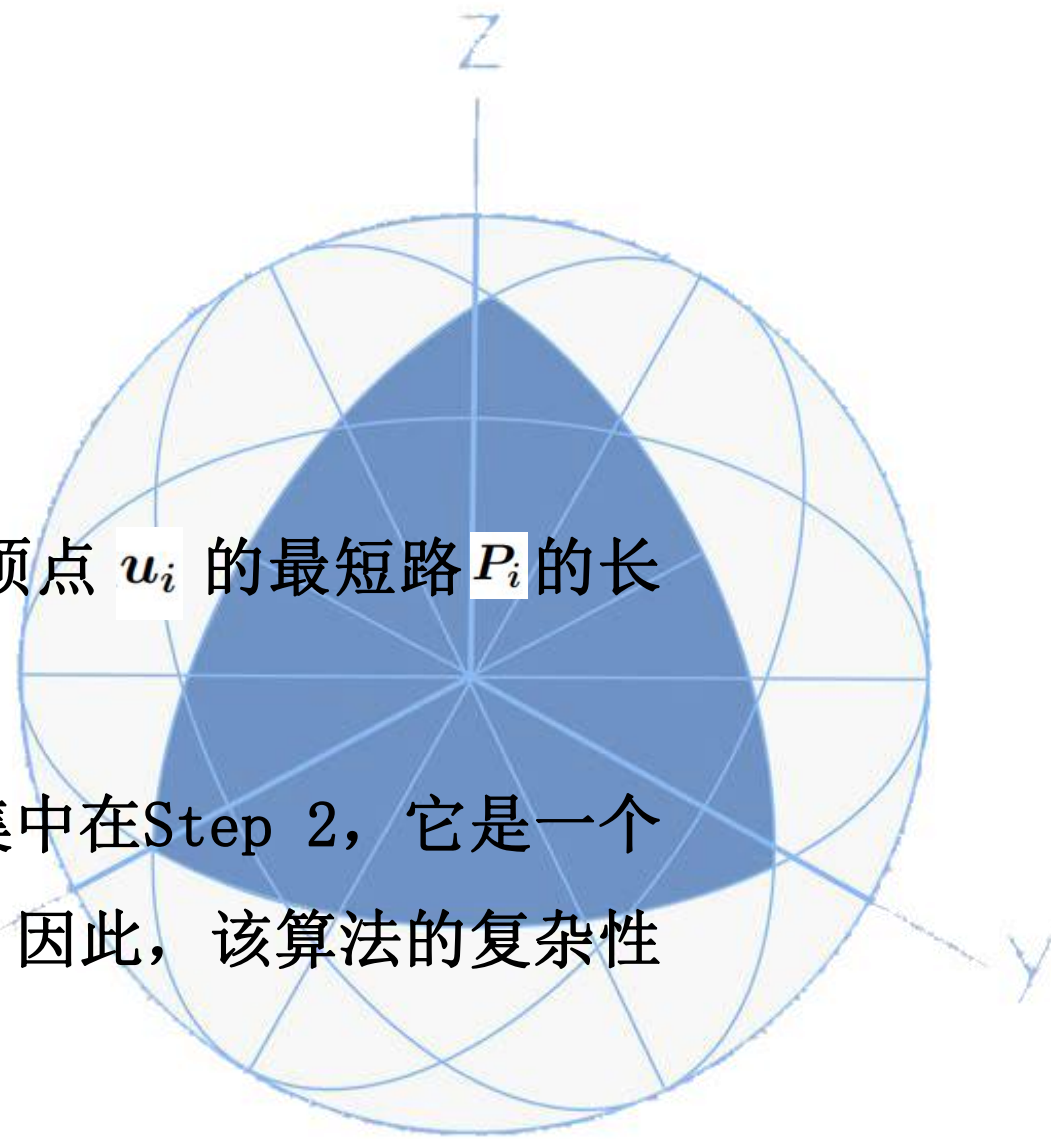 Z
顶点 u_i 的最短路 P_i 的长
集中在Step 2，它是一个
因此，该算法的复杂性
y